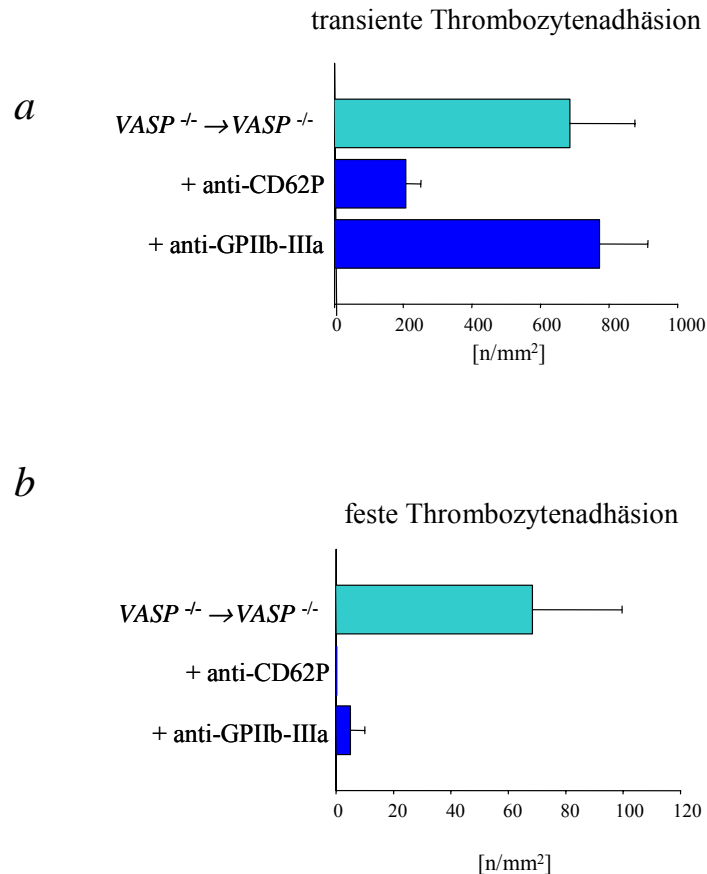 transiente Thrombozytenadhäsion
a
VASP -/- → VASP -/-
+ anti-CD62P
+ anti-GPIIb-IIIa
0 200 400 600 800 1000
[n/mm²]
b
feste Thrombozytenadhäsion
VASP -/- → VASP -/-
+ anti-CD62P
+ anti-GPIIb-IIIa
0 20 40 60 80 100 120
[n/mm²]